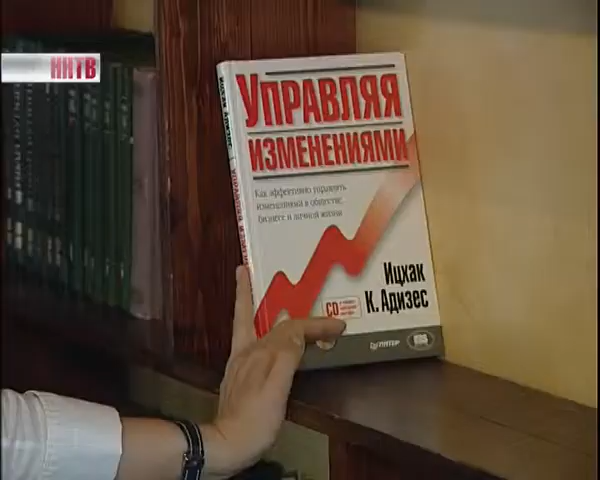 ННТВ
УПРАВЛЯЯ
ИЗМЕНЕНИЯМИ
Как эффективно управлять
изменениями в обществе,
бизнесе и личной жизни
Ицхак
К. Адизес
CD
ПИТЕР